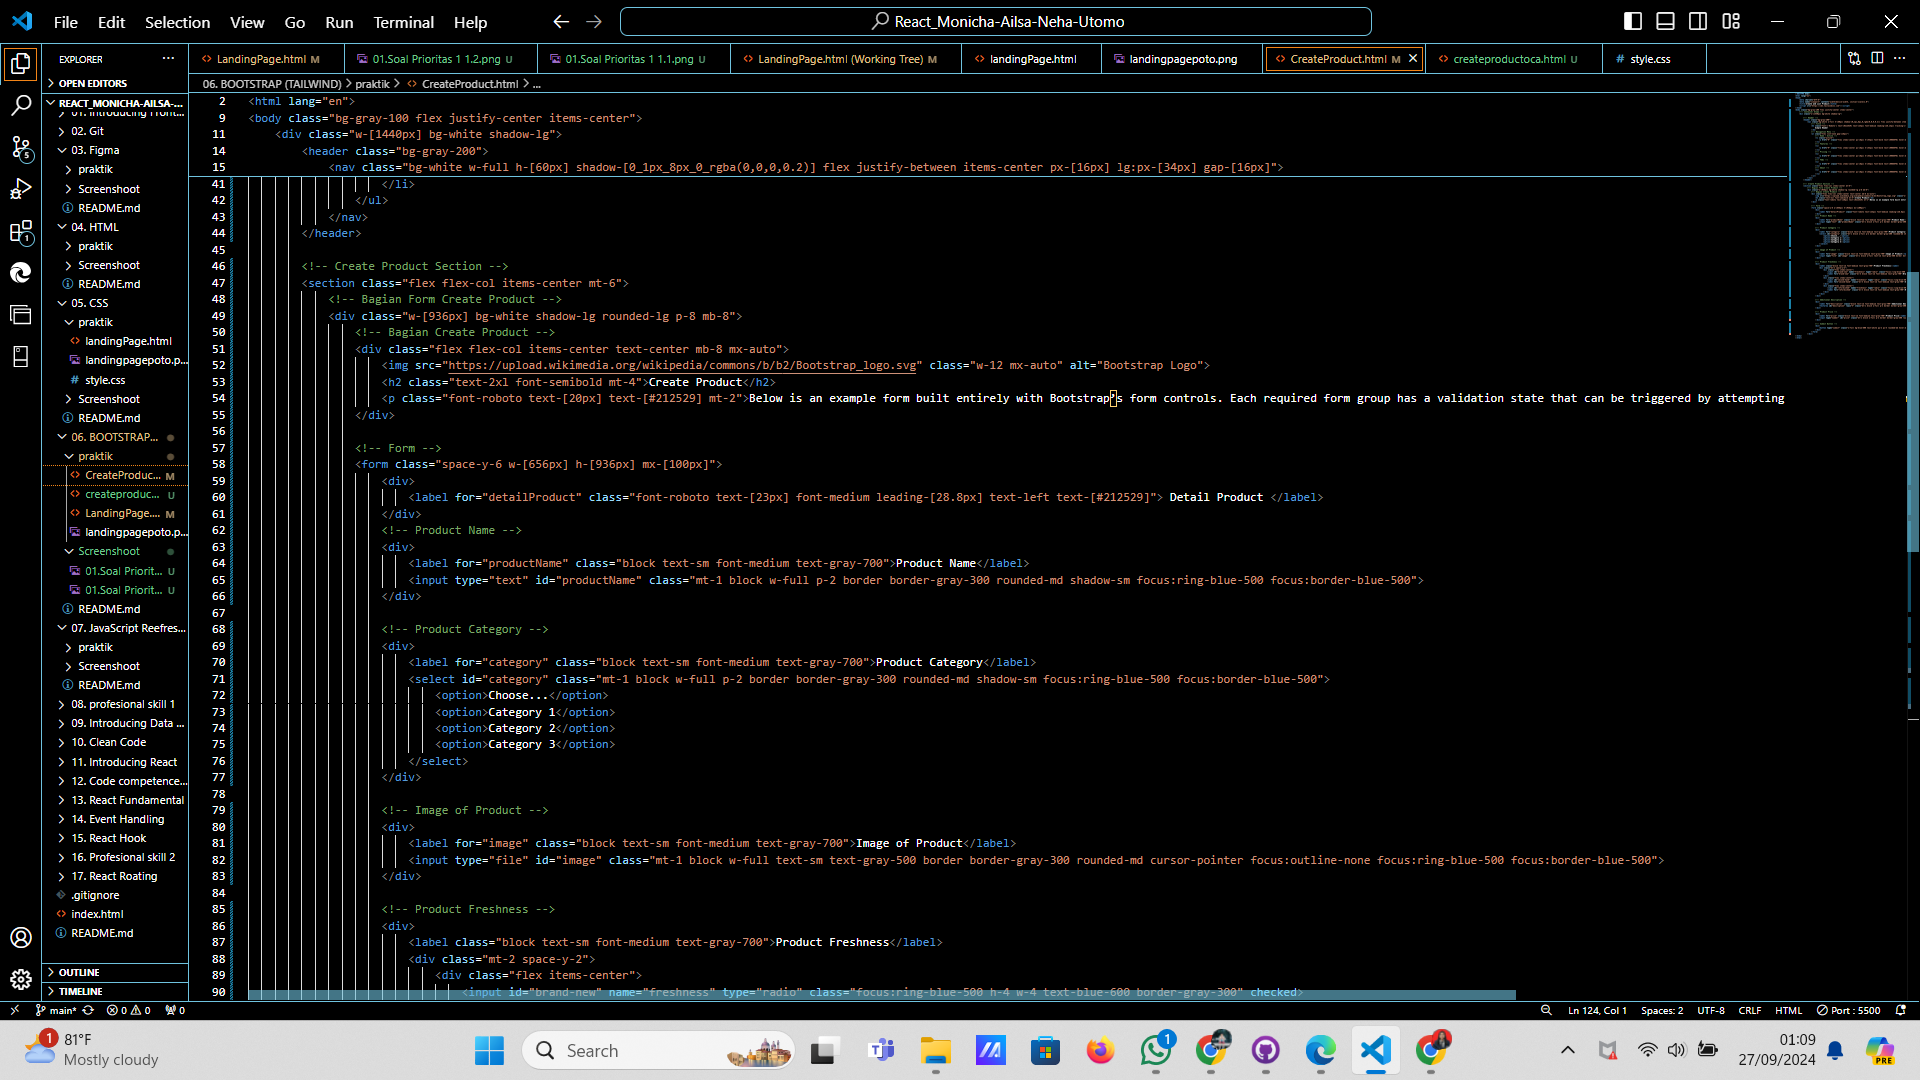 File Edit Selection View Go Run Terminal Help
React_Monicha-Ailsa-Neha-Utomo
EXPLORER
LandingPage.html M
01.Soal Prioritas 1 1.2.png U
01.Soal Prioritas 1 1.1.png U
LandingPage.html (Working Tree) M
landingPage.html
landingpagepoto.png
CreateProduct.html M
createproductoca.html U
style.css
OPEN EDITORS
REACT_MONICHA-AILSA-...
02. Git
03. Figma
praktik
Screenshoot
README.md
04. HTML
praktik
Screenshoot
README.md
05. CSS
praktik
landingPage.html
landingpagepoto.p...
style.css
Screenshoot
README.md
06. BOOTSTRAP...
praktik
CreateProduc... M
createproduc... U
LandingPage.... M
landingpagepoto.p...
Screenshoot
01.Soal Priorit... U
01.Soal Priorit... U
README.md
07. JavaScript Reefres...
praktik
Screenshoot
README.md
08. profesional skill 1
09. Introducing Data ...
10. Clean Code
11. Introducing React
12. Code competence...
13. React Fundamental
14. Event Handling
15. React Hook
16. Profesional skill 2
17. React Roating
.gitignore
index.html
README.md
OUTLINE
TIMELINE
06. BOOTSTRAP (TAILWIND) > praktik > CreateProduct.html > ...
2 <html lang="en">
9 <body class="bg-gray-100 flex justify-center items-center">
11 <div class="w-[1440px] bg-white shadow-lg">
14 <header class="bg-gray-200">
15 <nav class="bg-white w-full h-[60px] shadow-[0_1px_8px_0_rgba(0,0,0,0.2)] flex justify-between items-center px-[16px] lg:px-[34px] gap-[16px]">
41 </li>
42 </ul>
43 </nav>
44 </header>
45
46 <!-- Create Product Section -->
47 <section class="flex flex-col items-center mt-6">
48 <!-- Bagian Form Create Product -->
49 <div class="w-[936px] bg-white shadow-lg rounded-lg p-8 mb-8">
50 <!-- Bagian Create Product -->
51 <div class="flex flex-col items-center text-center mb-8 mx-auto">
52 <img src="https://upload.wikimedia.org/wikipedia/commons/b/b2/Bootstrap_logo.svg" class="w-12 mx-auto" alt="Bootstrap Logo">
53 <h2 class="text-2xl font-semibold mt-4">Create Product</h2>
54 <p class="font-roboto text-[20px] text-[#212529] mt-2">Below is an example form built entirely with Bootstrap’s form controls. Each required form group has a validation state that can be triggered by attempting
55 </div>
56
57 <!-- Form -->
58 <form class="space-y-6 w-[656px] h-[936px] mx-[100px]">
59 <div>
60 <label for="detailProduct" class="font-roboto text-[23px] font-medium leading-[28.8px] text-left text-[#212529]"> Detail Product </label>
61 </div>
62 <!-- Product Name -->
63 <div>
64 <label for="productName" class="block text-sm font-medium text-gray-700">Product Name</label>
65 <input type="text" id="productName" class="mt-1 block w-full p-2 border border-gray-300 rounded-md shadow-sm focus:ring-blue-500 focus:border-blue-500">
66 </div>
67
68 <!-- Product Category -->
69 <div>
70 <label for="category" class="block text-sm font-medium text-gray-700">Product Category</label>
71 <select id="category" class="mt-1 block w-full p-2 border border-gray-300 rounded-md shadow-sm focus:ring-blue-500 focus:border-blue-500">
72 <option>Choose...</option>
73 <option>Category 1</option>
74 <option>Category 2</option>
75 <option>Category 3</option>
76 </select>
77 </div>
78
79 <!-- Image of Product -->
80 <div>
81 <label for="image" class="block text-sm font-medium text-gray-700">Image of Product</label>
82 <input type="file" id="image" class="mt-1 block w-full text-sm text-gray-500 border border-gray-300 rounded-md cursor-pointer focus:outline-none focus:ring-blue-500 focus:border-blue-500">
83 </div>
84
85 <!-- Product Freshness -->
86 <div>
87 <label class="block text-sm font-medium text-gray-700">Product Freshness</label>
88 <div class="mt-2 space-y-2">
89 <div class="flex items-center">
90 <input id="brand-new" name="freshness" type="radio" class="focus:ring-blue-500 h-4 w-4 text-blue-600 border-gray-300" checked>
main* 0 0 0
Ln 124, Col 1 Spaces: 2 UTF-8 CRLF HTML Port : 5500
81°F
Mostly cloudy
Search
01:09
27/09/2024